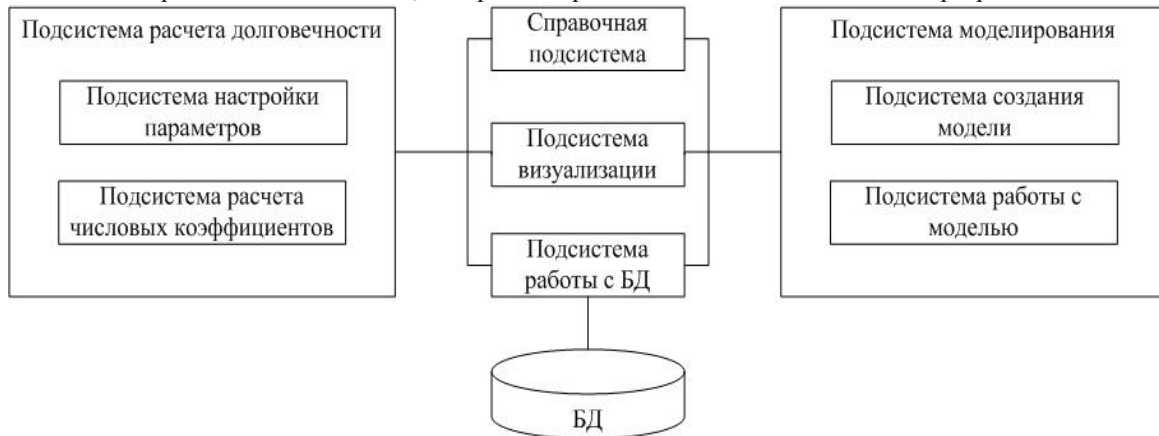 Подсистема расчета долговечности
Подсистема настройки
параметров
Подсистема расчета
числовых коэффициентов
Справочная
подсистема
Подсистема
визуализации
Подсистема
работы с БД
БД
Подсистема моделирования
Подсистема создания
модели
Подсистема работы с
моделью